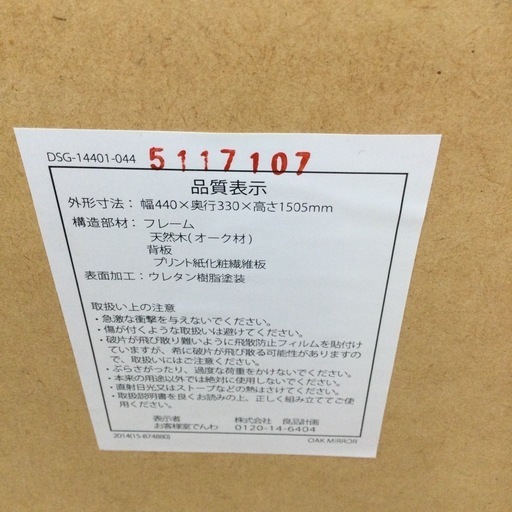 DSG-14401-044 5117107
品質表示
外形寸法：幅440×奥行330×高さ1505mm
構造部材：フレーム
天然木(オーク材)
背板
プリント紙化粧繊維板
表面加工：ウレタン樹脂塗装
取扱い上の注意
・急激な衝撃を与えないでください。
・傷が付くような取扱いは避けてください。
・破片が飛び散り難いように飛散防止フィルムを貼付け
ていますが、希に破片が飛び散る可能性がありますの
で、取扱いにはご注意ください。
・ぶらさがったり、過度な荷重をかけないでください。
・本来の用途以外では絶対に使用しないでください。
・直射日光又はストーブなどの熱はさけてください。
・取扱説明書を良くお読みの上、正しく組み立ててご使
用ください。
表示者 株式会社 良品計画
お客様室でんわ 0120-14-6404
OAK MIRROR